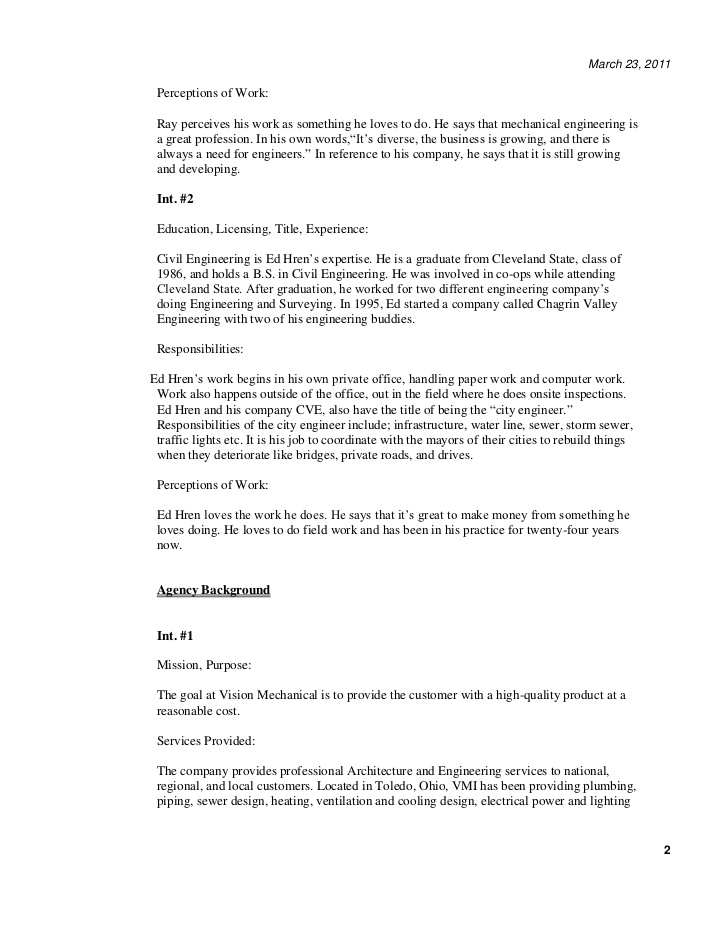 March 23, 2011
Perceptions of Work:
Ray perceives his work as something he loves to do. He says that mechanical engineering is
a great profession. In his own words,“It’s diverse, the business is growing, and there is
always a need for engineers.” In reference to his company, he says that it is still growing
and developing.
Int. #2
Education, Licensing, Title, Experience:
Civil Engineering is Ed Hren’s expertise. He is a graduate from Cleveland State, class of
1986, and holds a B.S. in Civil Engineering. He was involved in co-ops while attending
Cleveland State. After graduation, he worked for two different engineering company’s
doing Engineering and Surveying. In 1995, Ed started a company called Chagrin Valley
Engineering with two of his engineering buddies.
Responsibilities:
Ed Hren’s work begins in his own private office, handling paper work and computer work.
Work also happens outside of the office, out in the field where he does onsite inspections.
Ed Hren and his company CVE, also have the title of being the “city engineer.”
Responsibilities of the city engineer include; infrastructure, water line, sewer, storm sewer,
traffic lights etc. It is his job to coordinate with the mayors of their cities to rebuild things
when they deteriorate like bridges, private roads, and drives.
Perceptions of Work:
Ed Hren loves the work he does. He says that it’s great to make money from something he
loves doing. He loves to do field work and has been in his practice for twenty-four years
now.
Agency Background
Int. #1
Mission, Purpose:
The goal at Vision Mechanical is to provide the customer with a high-quality product at a
reasonable cost.
Services Provided:
The company provides professional Architecture and Engineering services to national,
regional, and local customers. Located in Toledo, Ohio, VMI has been providing plumbing,
piping, sewer design, heating, ventilation and cooling design, electrical power and lighting
2